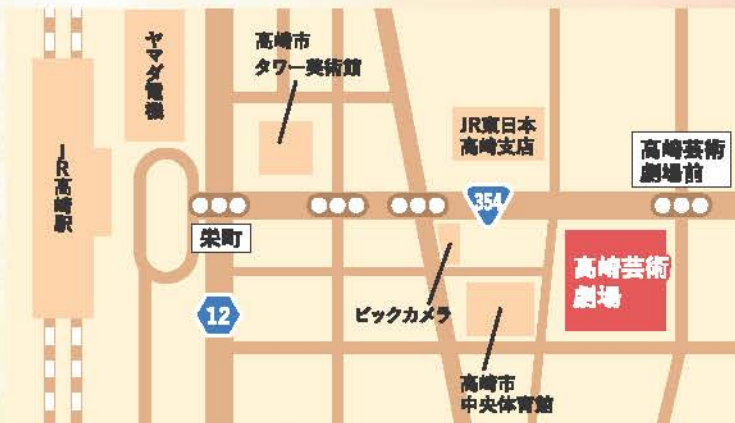 ヤマダ電機
高崎市
タワー美術館
JR東日本
高崎支店
高崎芸術
劇場前
JR高崎駅
354
栄町
高崎芸術
劇場
12
ビックカメラ
高崎市
中央体育館